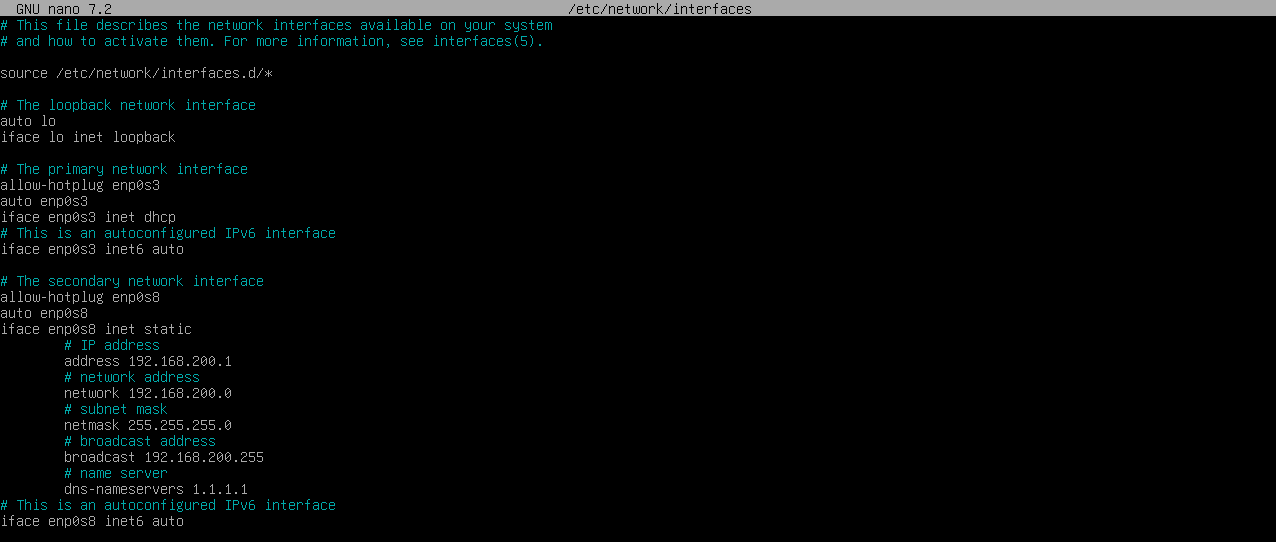 GNU nano 7.2 /etc/network/interfaces
# This file describes the network interfaces available on your system
# and how to activate them. For more information, see interfaces(5).
source /etc/network/interfaces.d/*
# The loopback network interface
auto lo
iface lo inet loopback
# The primary network interface
allow-hotplug enp0s3
auto enp0s3
iface enp0s3 inet dhcp
# This is an autoconfigured IPv6 interface
iface enp0s3 inet6 auto
# The secondary network interface
allow-hotplug enp0s8
auto enp0s8
iface enp0s8 inet static
# IP address
address 192.168.200.1
# network address
network 192.168.200.0
# subnet mask
netmask 255.255.255.0
# broadcast address
broadcast 192.168.200.255
# name server
dns-nameservers 1.1.1.1
# This is an autoconfigured IPv6 interface
iface enp0s8 inet6 auto